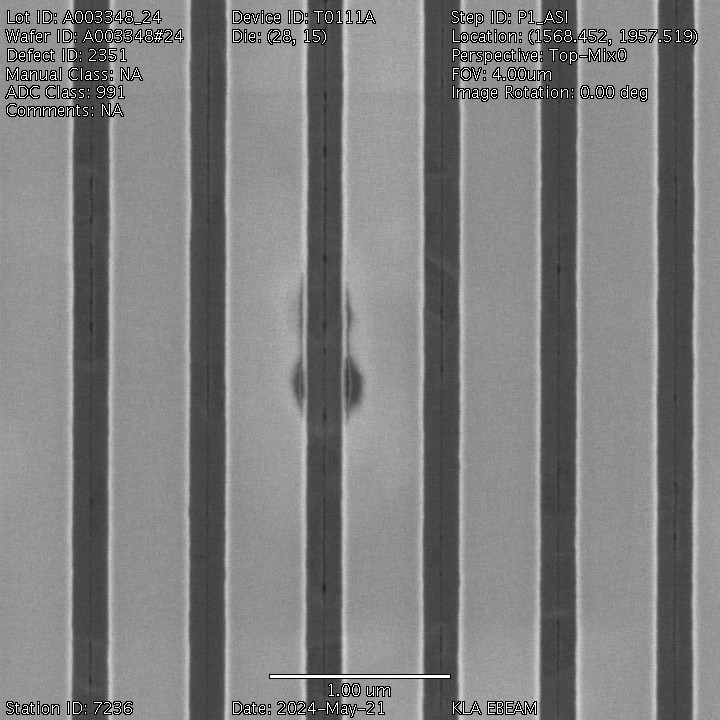 Lot ID: A003348_24
Wafer ID: A003348#24
Defect ID: 2351
Manual Class: NA
ADC Class: 991
Comments: NA
Device ID: T0111A
Die: (28, 15)
Step ID: P1_ASI
Location: (1568.452, 1957.519)
Perspective: Top-Mix0
FOV: 4.00um
Image Rotation: 0.00 deg
1.00 um
Station ID: 7236
Date: 2024-May-21
KLA EBEAM